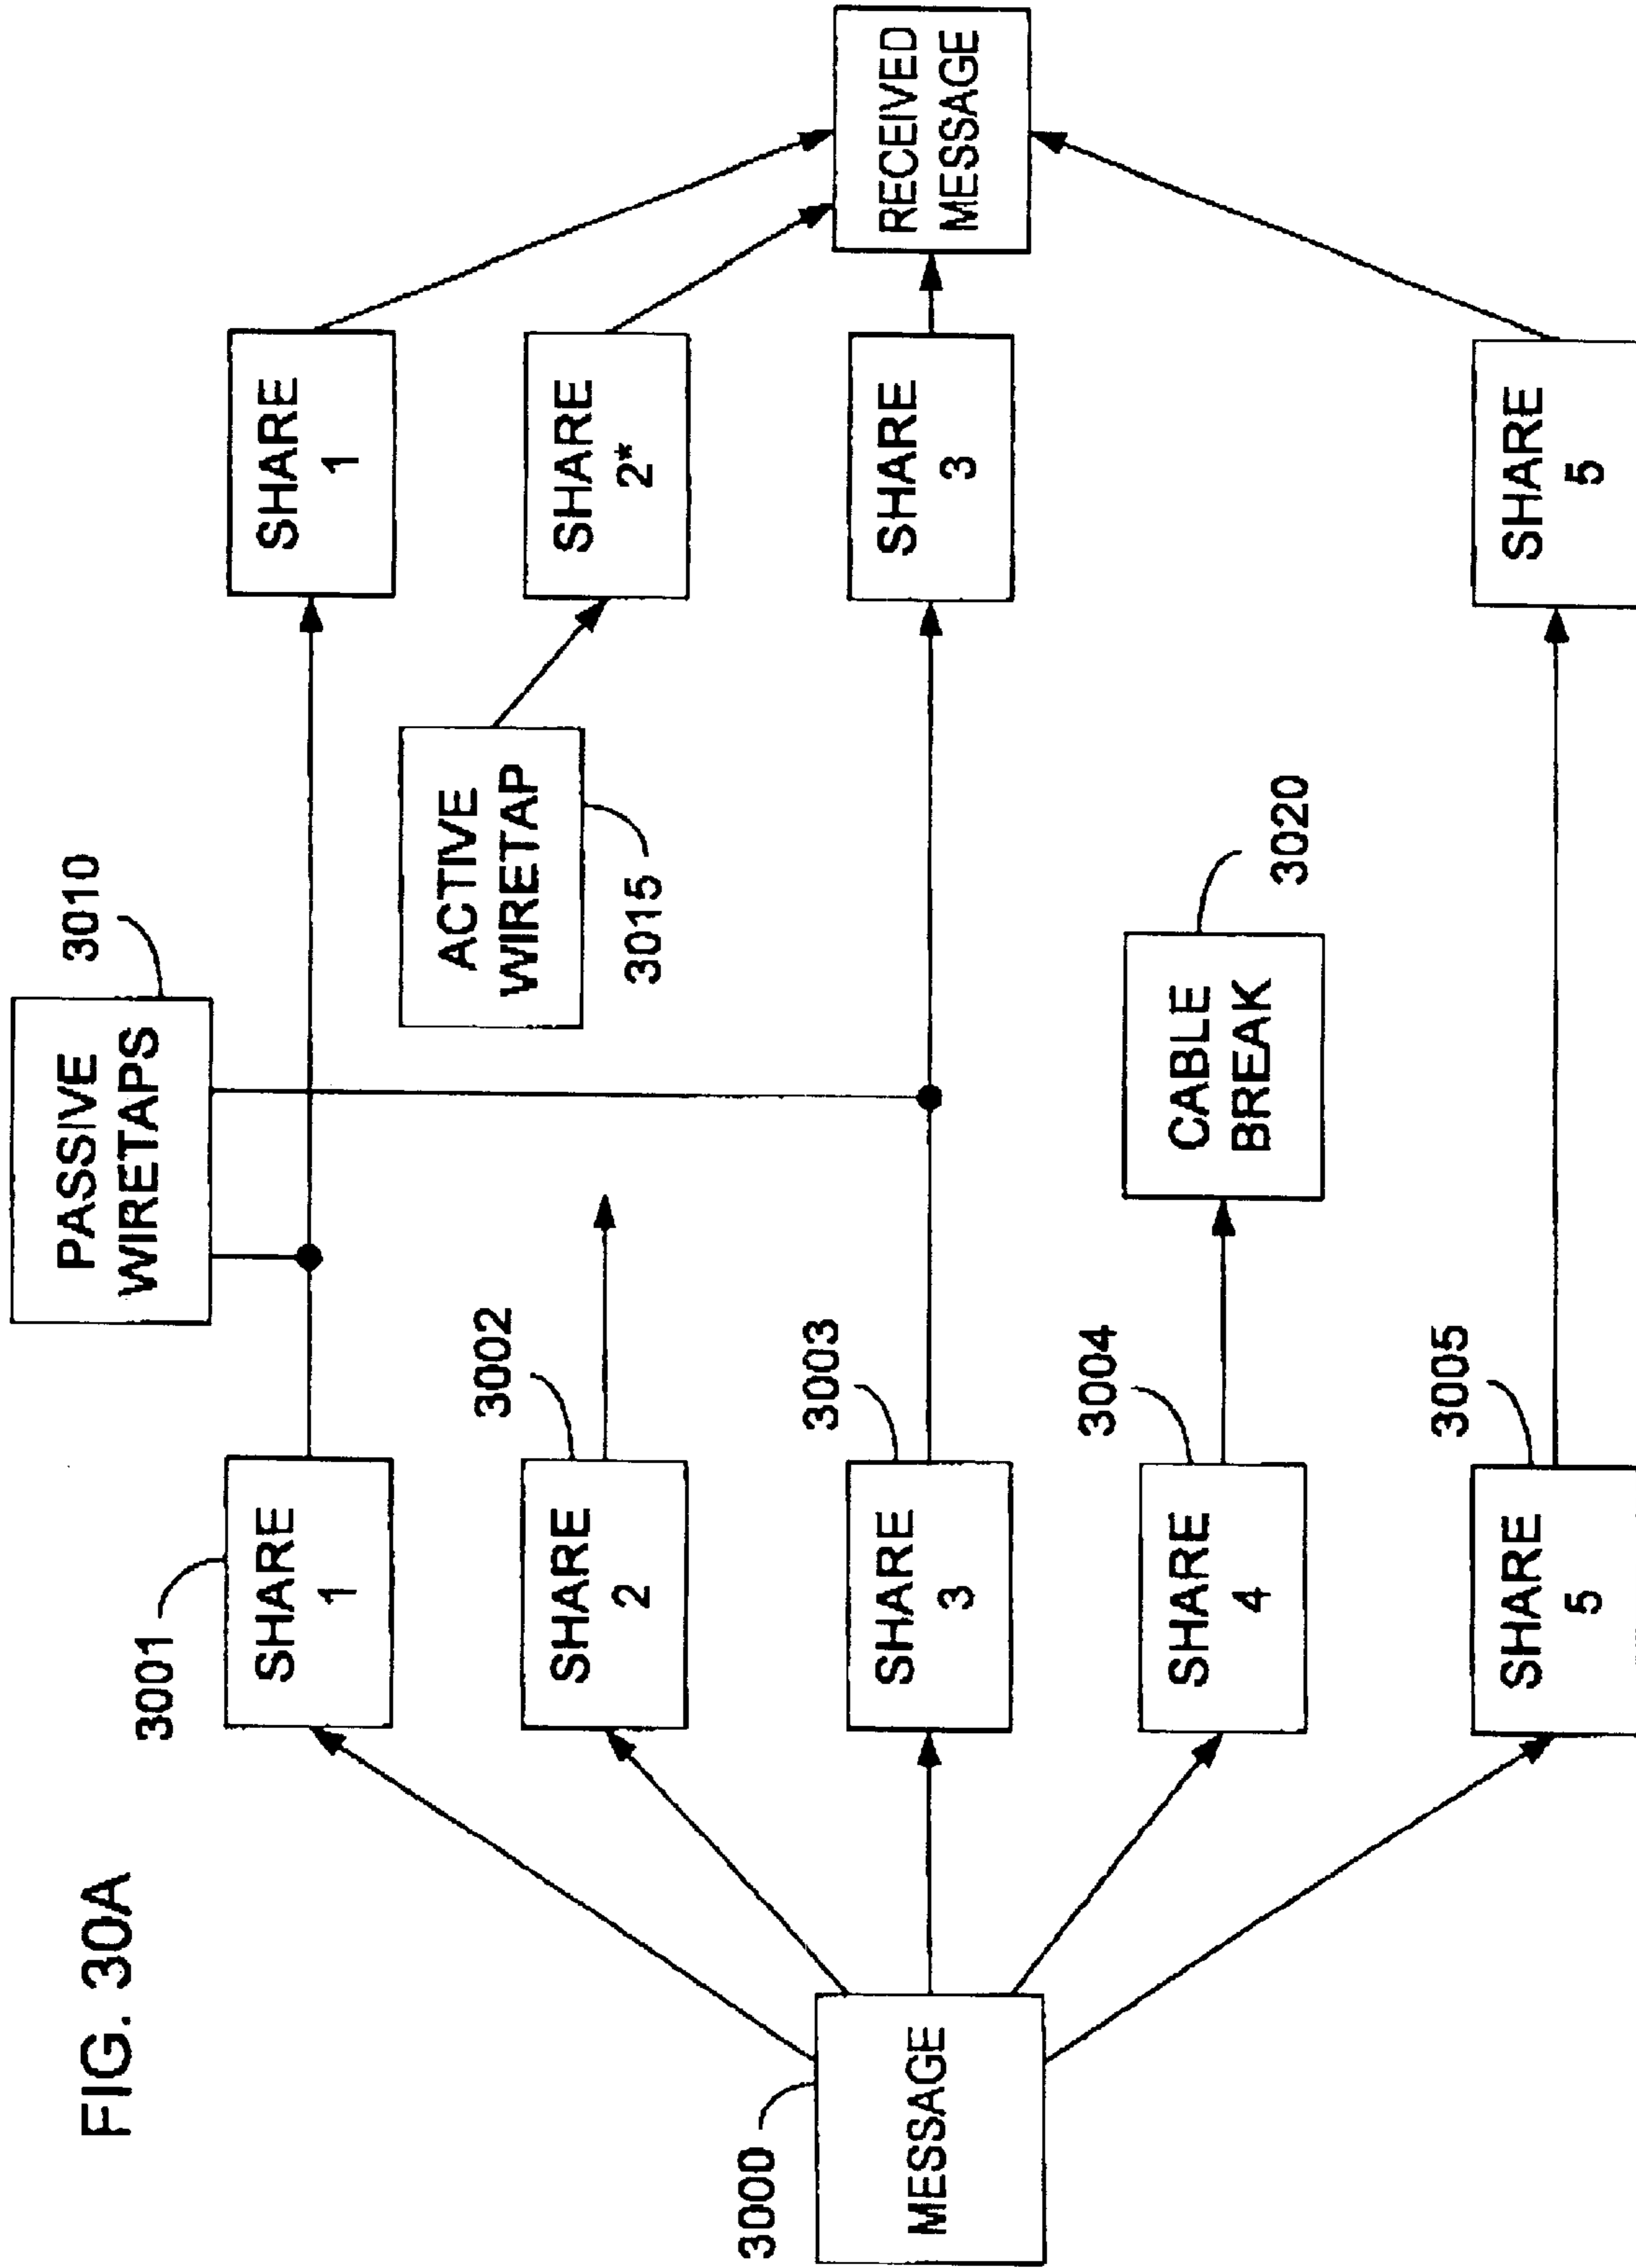 FIG. 30A
3000
MESSAGE
3001
SHARE
1
3002
SHARE
2
3003
SHARE
3
3004
SHARE
4
3005
SHARE
5
PASSIVE
WIRETAPS
3010
ACTIVE
WIRETAP
3015
CABLE
BREAK
3020
SHARE
1
SHARE
2*
SHARE
3
SHARE
5
RECEIVED
MESSAGE